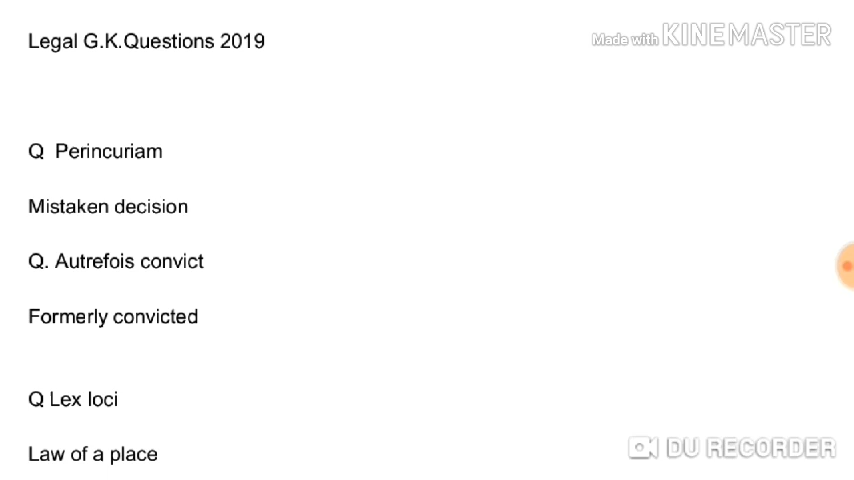 Legal G.K.Questions 2019
Made with KINEMASTER
Q Perincuriam
Mistaken decision
Q. Autrefois convict
Formerly convicted
Q Lex loci
Law of a place
DU RECORDER